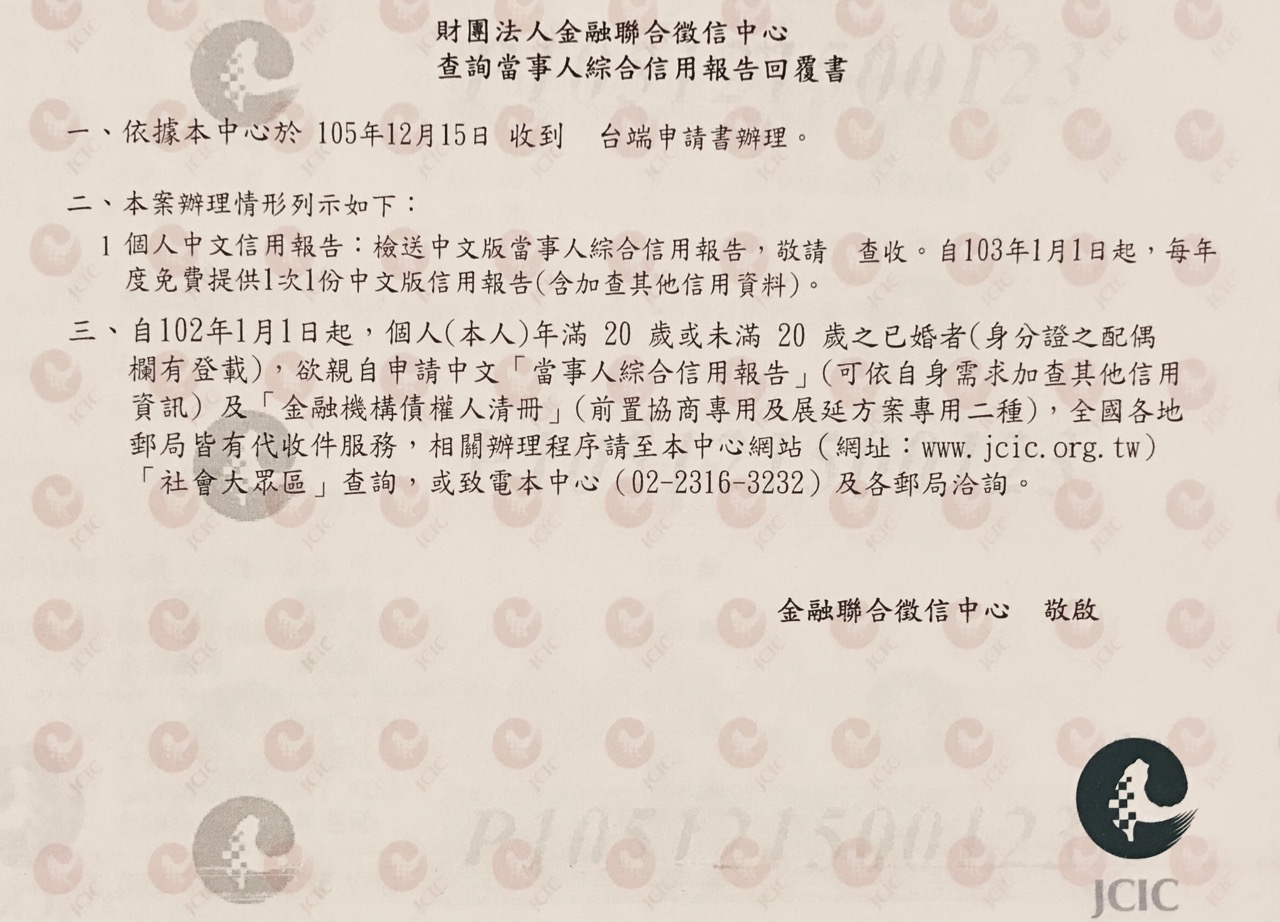 財團法人金融聯合徵信中心
查詢當事人綜合信用報告回覆書
一、依據本中心於 105年12月15日 收到　台端申請書辦理。
二、本案辦理情形列示如下：
1 個人中文信用報告：檢送中文版當事人綜合信用報告，敬請　查收。自103年1月1日起，每年
度免費提供1次1份中文版信用報告(含加查其他信用資料)。
三、自102年1月1日起，個人(本人)年滿 20 歲或未滿 20 歲之已婚者(身分證之配偶
欄有登載)，欲親自申請中文「當事人綜合信用報告」(可依自身需求加查其他信用
資訊) 及「金融機構債權人清冊」(前置協商專用及展延方案專用二種)，全國各地
郵局皆有代收件服務，相關辦理程序請至本中心網站（網址：www.jcic.org.tw）
「社會大眾區」查詢，或致電本中心（02-2316-3232）及各郵局洽詢。
金融聯合徵信中心　敬啟
P105121500123
JCIC